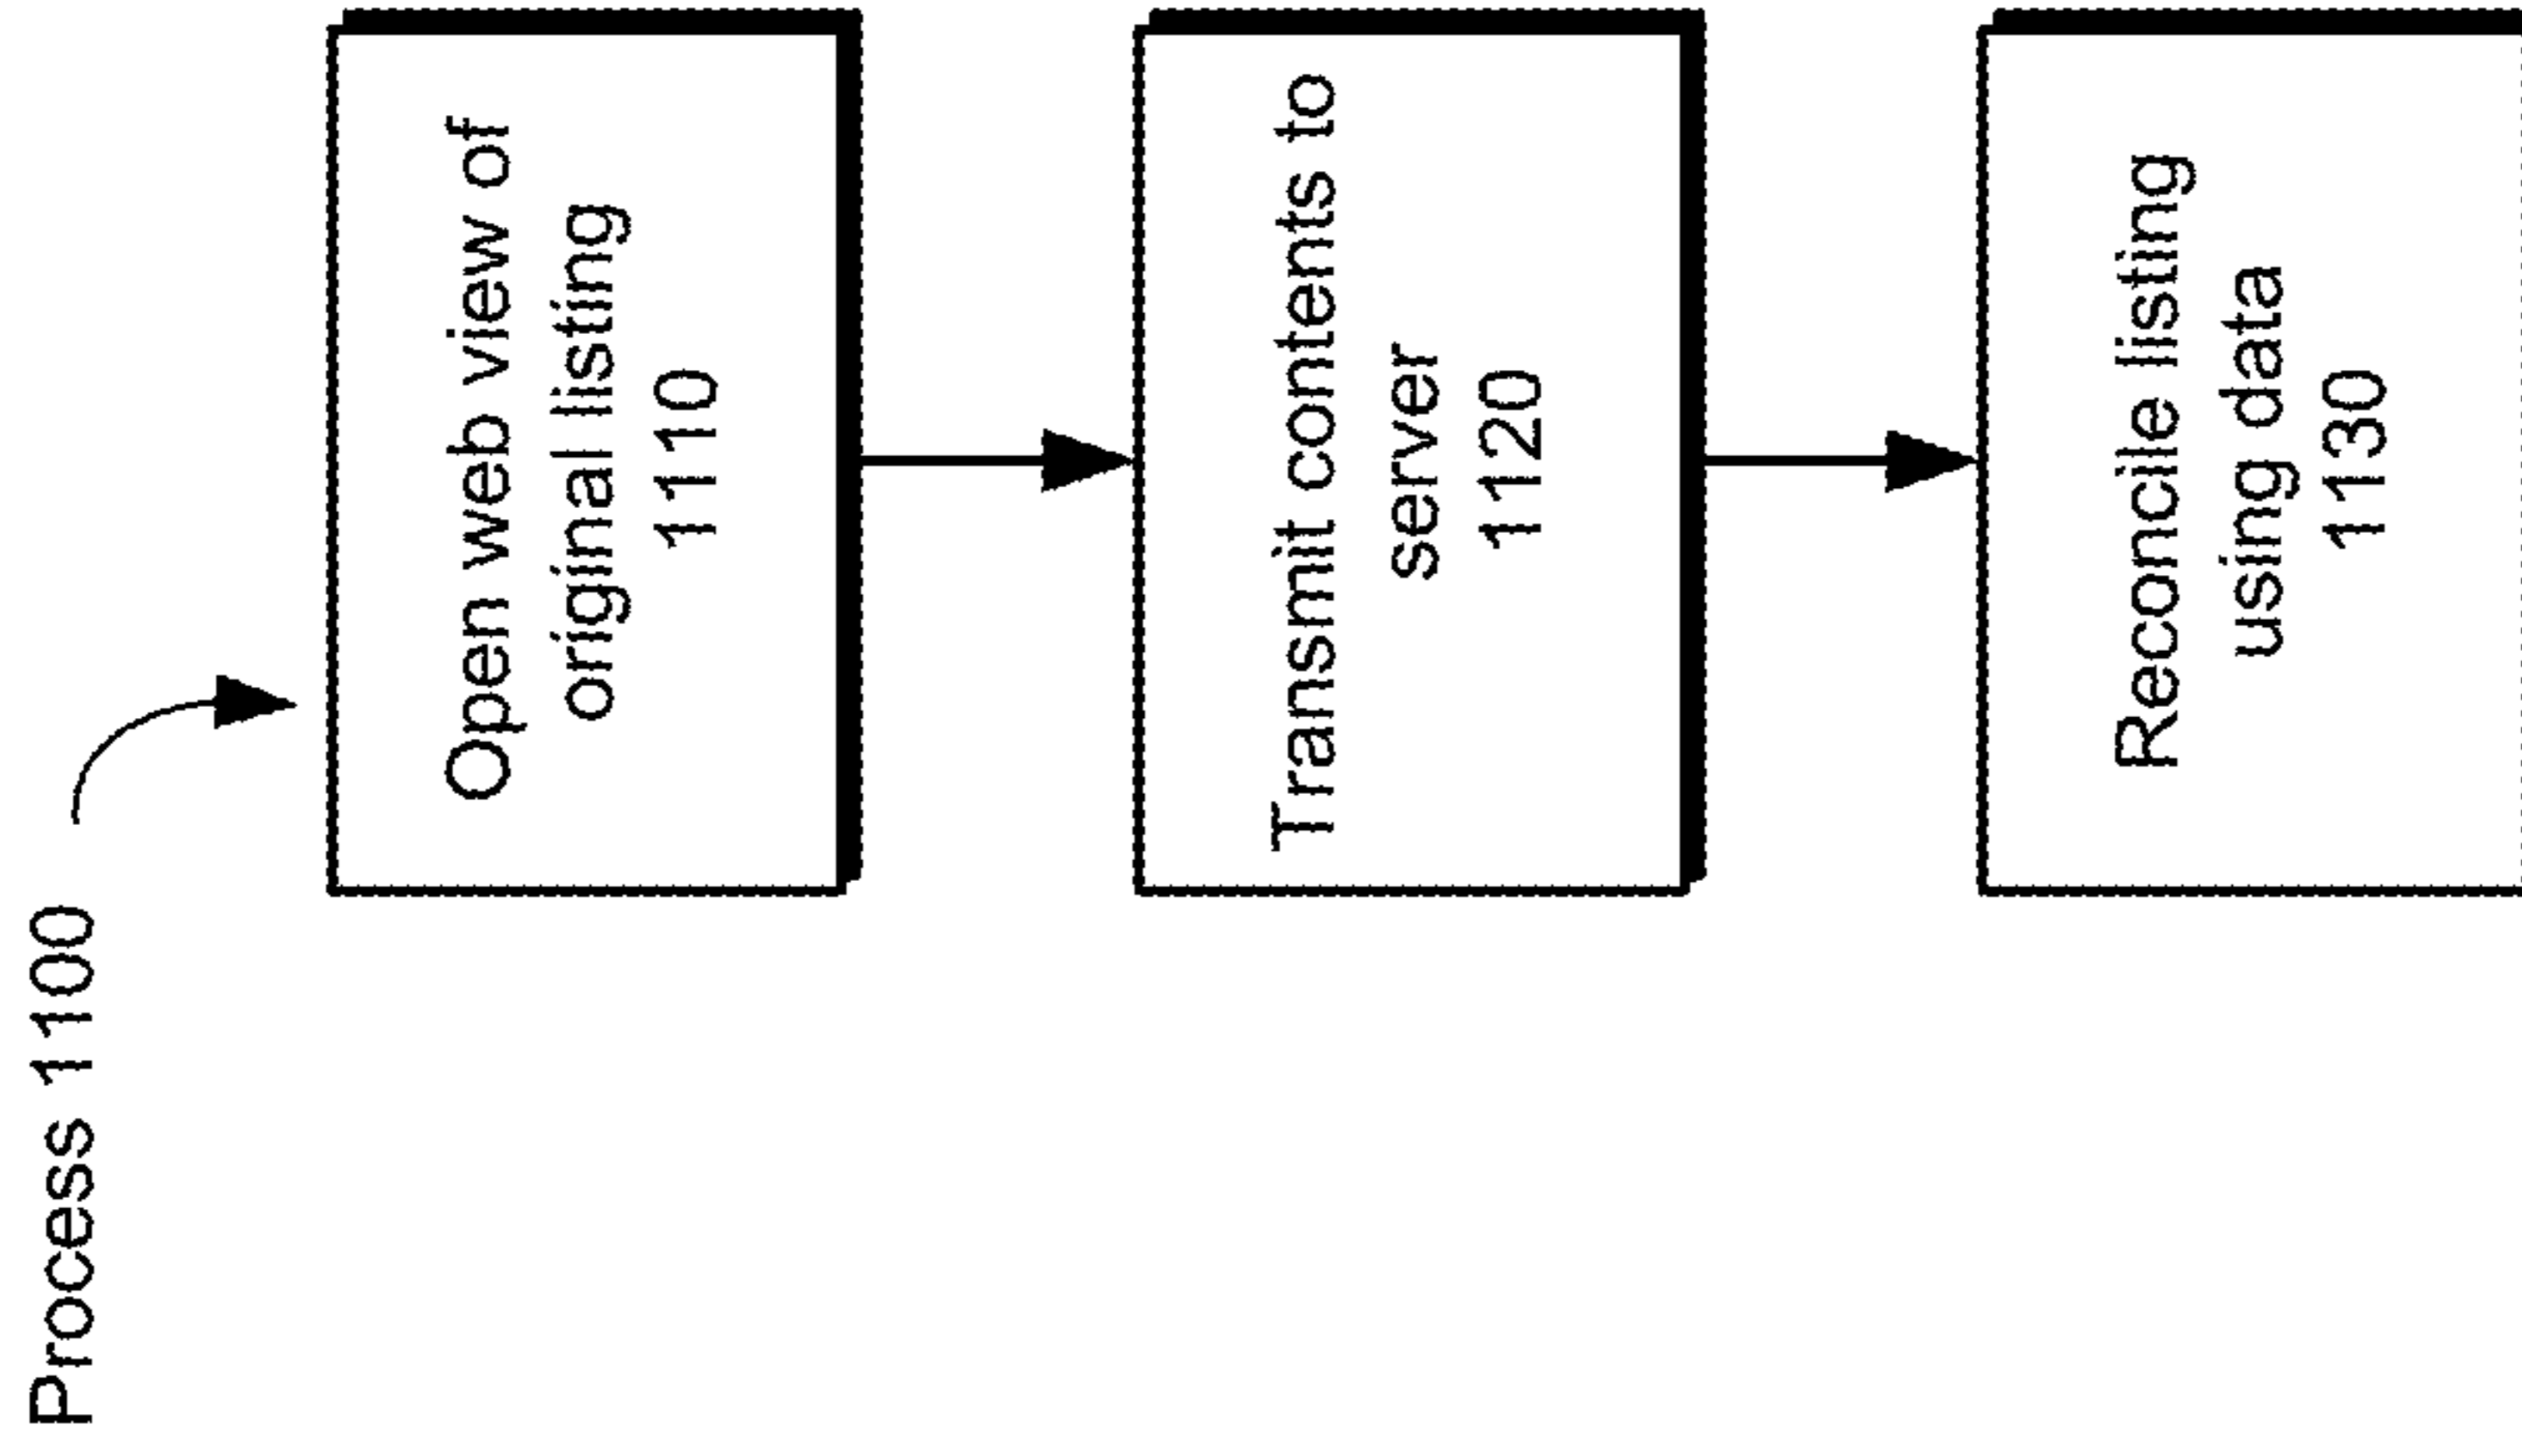 Process 1100
Open web view of
original listing
1110
Transmit contents to
server
1120
Reconcile listing
using data
1130